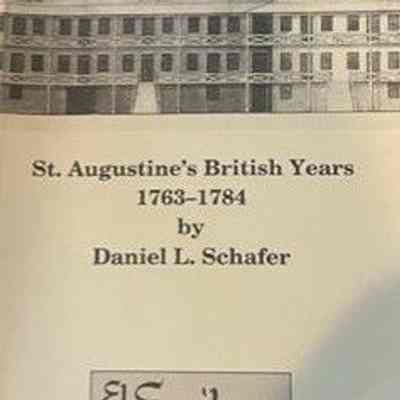 St. Augustine's British Years
1763–1784
by
Daniel L. Schafer